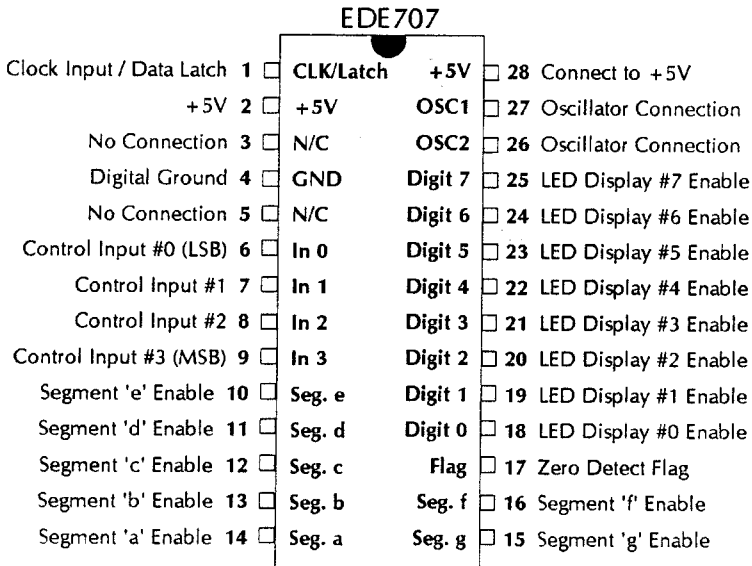 EDE707
Clock Input / Data Latch 1 CLK/Latch +5V 28 Connect to +5V
+5V 2 +5V OSC1 27 Oscillator Connection
No Connection 3 N/C OSC2 26 Oscillator Connection
Digital Ground 4 GND Digit 7 25 LED Display #7 Enable
No Connection 5 N/C Digit 6 24 LED Display #6 Enable
Control Input #0 (LSB) 6 In 0 Digit 5 23 LED Display #5 Enable
Control Input #1 7 In 1 Digit 4 22 LED Display #4 Enable
Control Input #2 8 In 2 Digit 3 21 LED Display #3 Enable
Control Input #3 (MSB) 9 In 3 Digit 2 20 LED Display #2 Enable
Segment 'e' Enable 10 Seg. e Digit 1 19 LED Display #1 Enable
Segment 'd' Enable 11 Seg. d Digit 0 18 LED Display #0 Enable
Segment 'c' Enable 12 Seg. c Flag 17 Zero Detect Flag
Segment 'b' Enable 13 Seg. b Seg. f 16 Segment 'f' Enable
Segment 'a' Enable 14 Seg. a Seg. g 15 Segment 'g' Enable